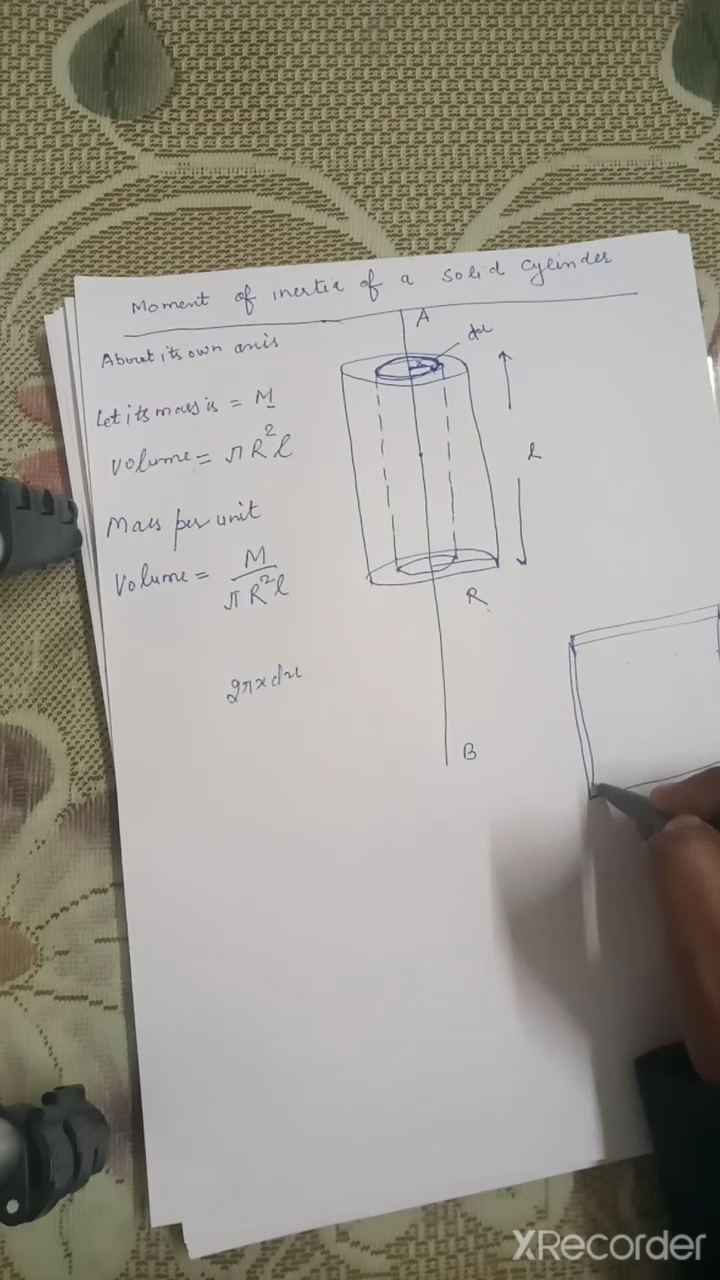 Moment of inertia of a solid cylinder
About its own axis
Let its mass is = M
Volume = πR²l
Mass per unit
Volume = M / πR²l
2πxdx
A
dx
l
R
B
XRecorder